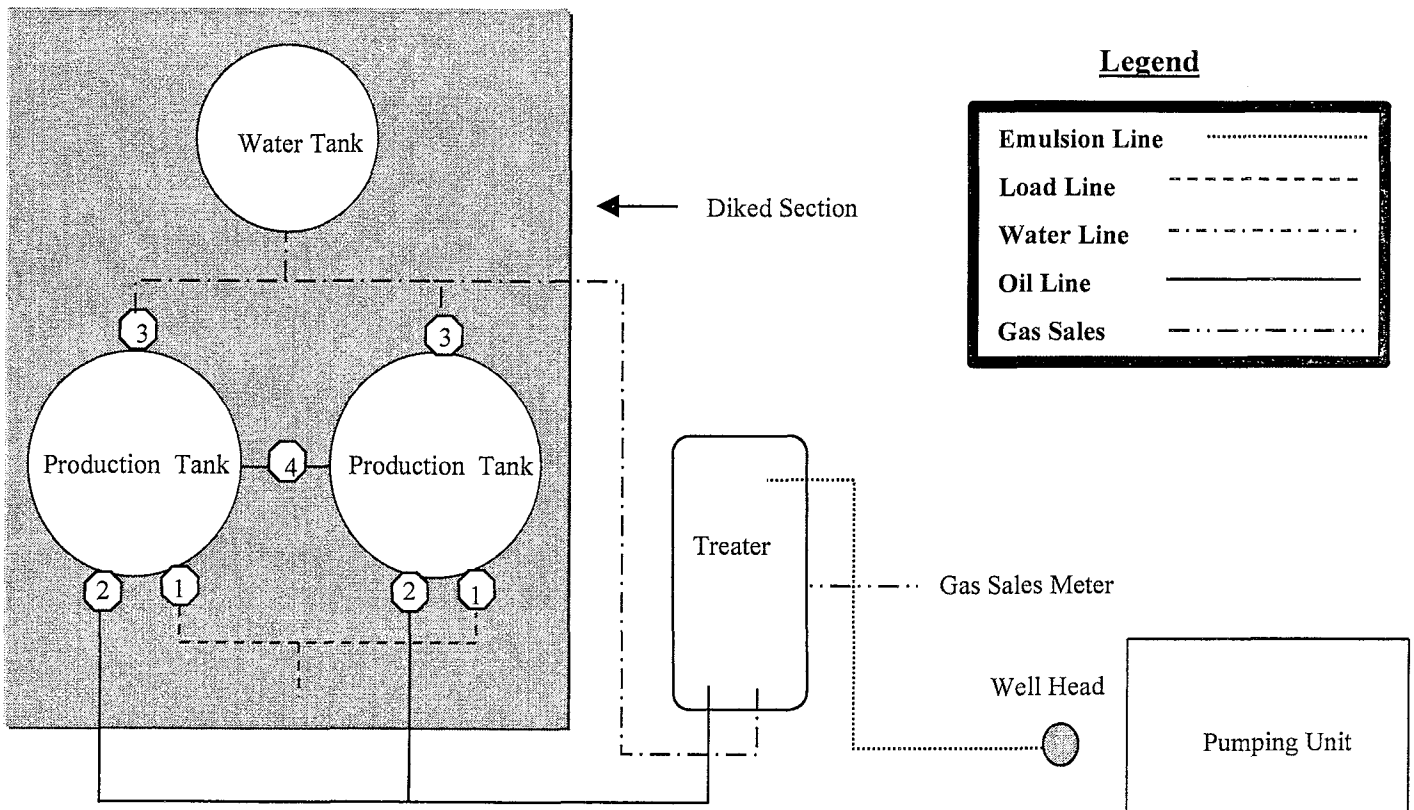 Legend
Emulsion Line
Load Line
Water Line
Oil Line
Gas Sales
Water Tank
Diked Section
3
3
Production Tank
4
Production Tank
2
1
2
1
Treater
Gas Sales Meter
Well Head
Pumping Unit